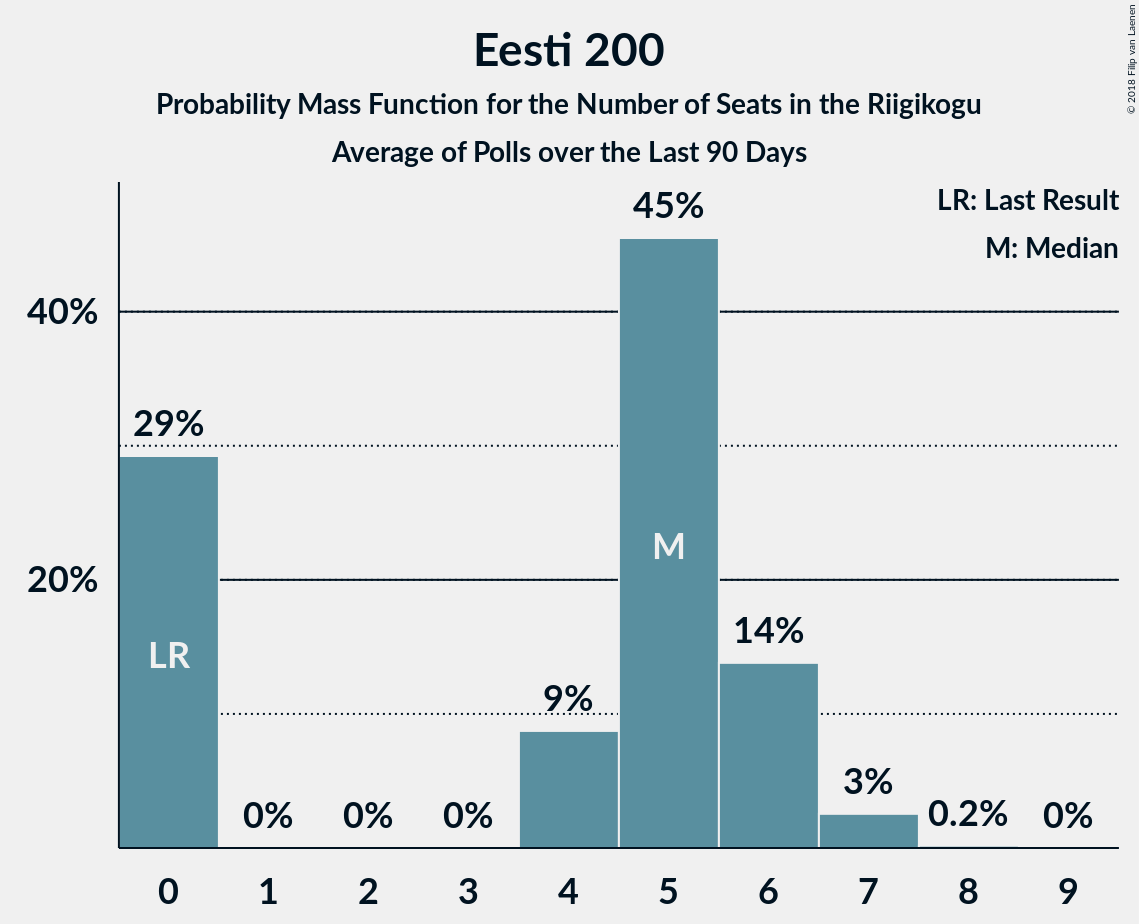 Eesti 200
Probability Mass Function for the Number of Seats in the Riigikogu
Average of Polls over the Last 90 Days
© 2018 Filip van Laenen
LR: Last Result
M: Median
45%
40%
29%
M
20%
14%
LR
9%
3%
0% 0% 0% 0.2% 0%
0 1 2 3 4 5 6 7 8 9